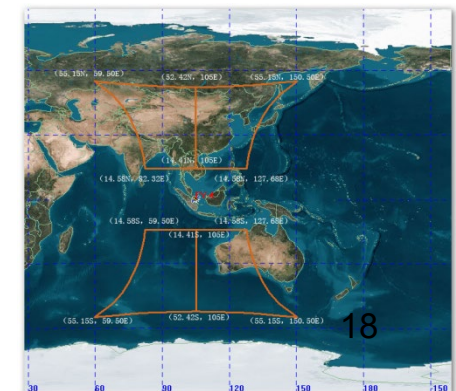 (55.15N, 59.50E) (52.42N, 105E) (55.15N, 150.50E)
(14.41N, 105E)
(14.58N, 82.32E) (14.58N, 127.68E)
(14.58S, 59.50E) (14.58S, 127.68E)
(14.41S, 105E)
(55.15S, 59.50E) (52.42S, 105E) (55.15S, 150.50E)
18
30 60 90 120 150 180 150